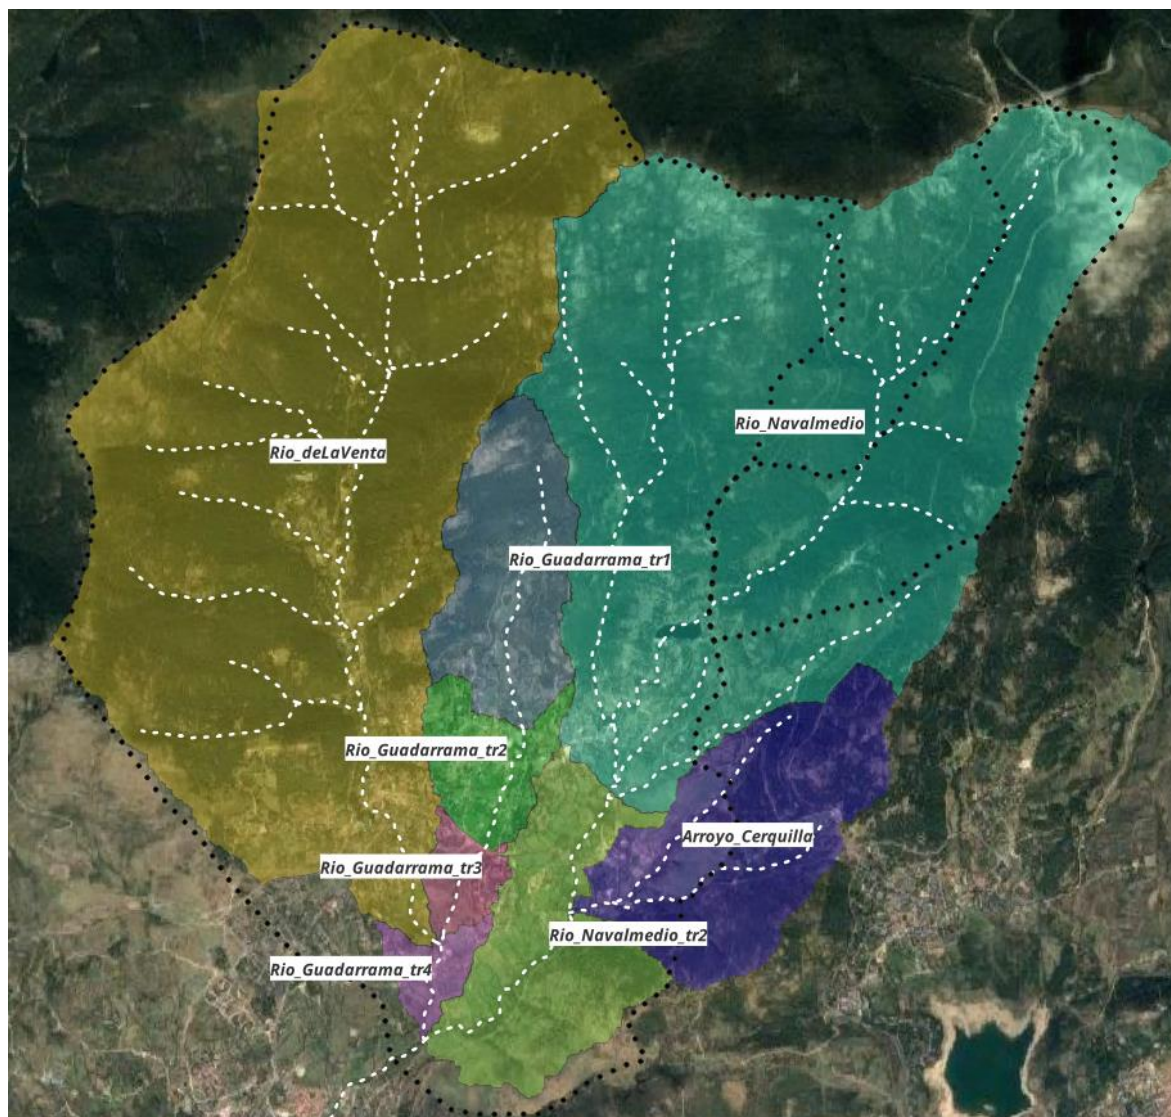 Rio_Navalmedio
Rio_deLaVenta
Rio_Guadarrama_tr1
Rio_Guadarrama_tr2
Arroyo_Cerquilla
Rio_Guadarrama_tr3
Rio_Navalmedio_tr2
Rio_Guadarrama_tr4